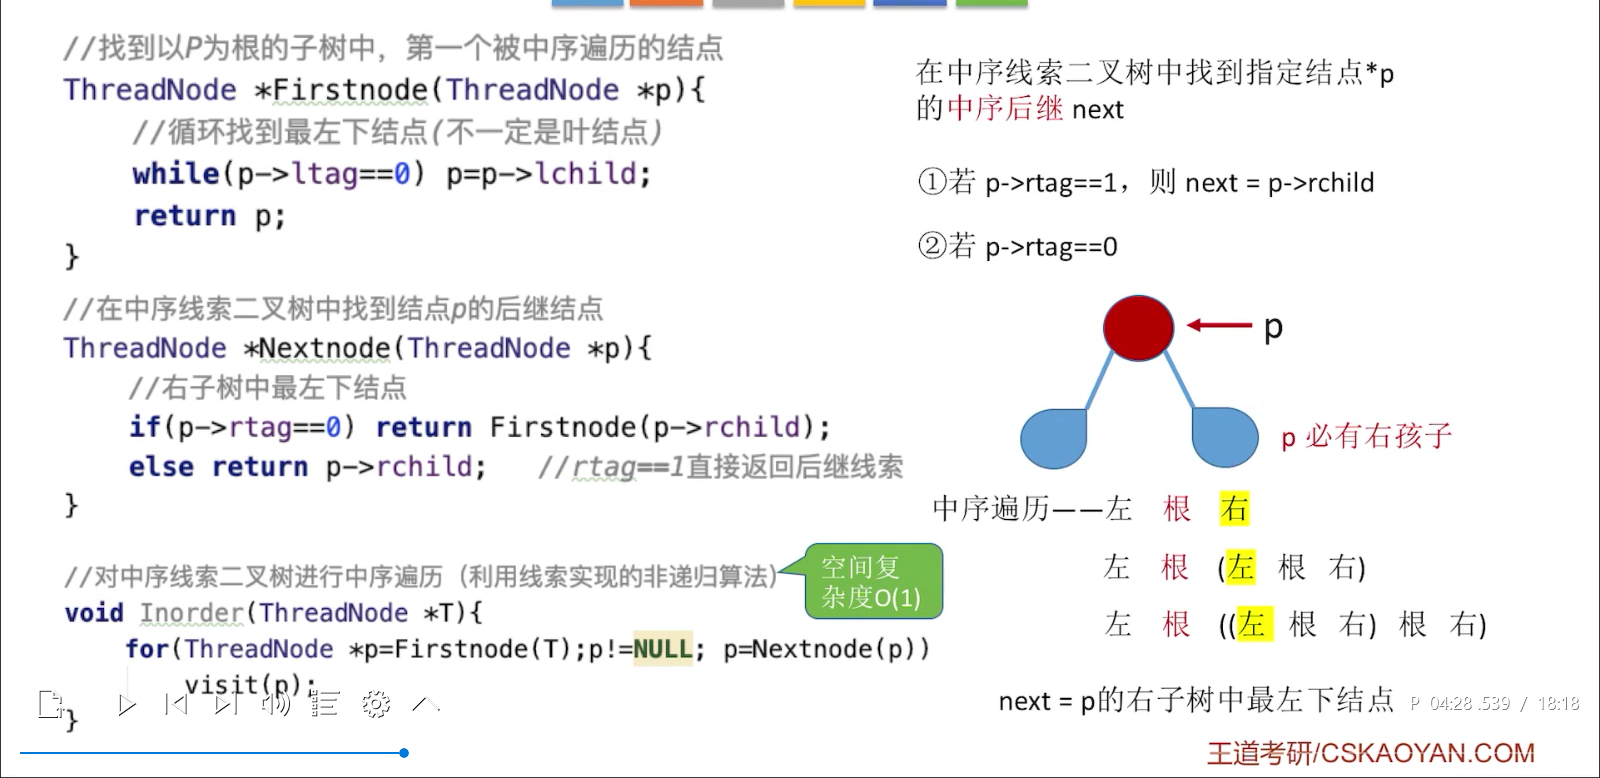 //找到以P为根的子树中，第一个被中序遍历的结点
ThreadNode *Firstnode(ThreadNode *p){
//循环找到最左下结点(不一定是叶结点)
while(p->ltag==0) p=p->lchild;
return p;
}
//在中序线索二叉树中找到结点p的后继结点
ThreadNode *Nextnode(ThreadNode *p){
//右子树中最左下结点
if(p->rtag==0) return Firstnode(p->rchild);
else return p->rchild; //rtag==1直接返回后继线索
}
//对中序线索二叉树进行中序遍历（利用线索实现的非递归算法)
void Inorder(ThreadNode *T){
for(ThreadNode *p=Firstnode(T);p!=NULL; p=Nextnode(p))
visit(p);
}
空间复
杂度O(1)
在中序线索二叉树中找到指定结点*p
的中序后继 next
①若 p->rtag==1，则 next = p->rchild
②若 p->rtag==0
p
p 必有右孩子
中序遍历——左 根 右
左 根 (左 根 右)
左 根 ((左 根 右) 根 右)
next = p的右子树中最左下结点
P 04:28.539 / 18:18
王道考研/CSKAOYAN.COM